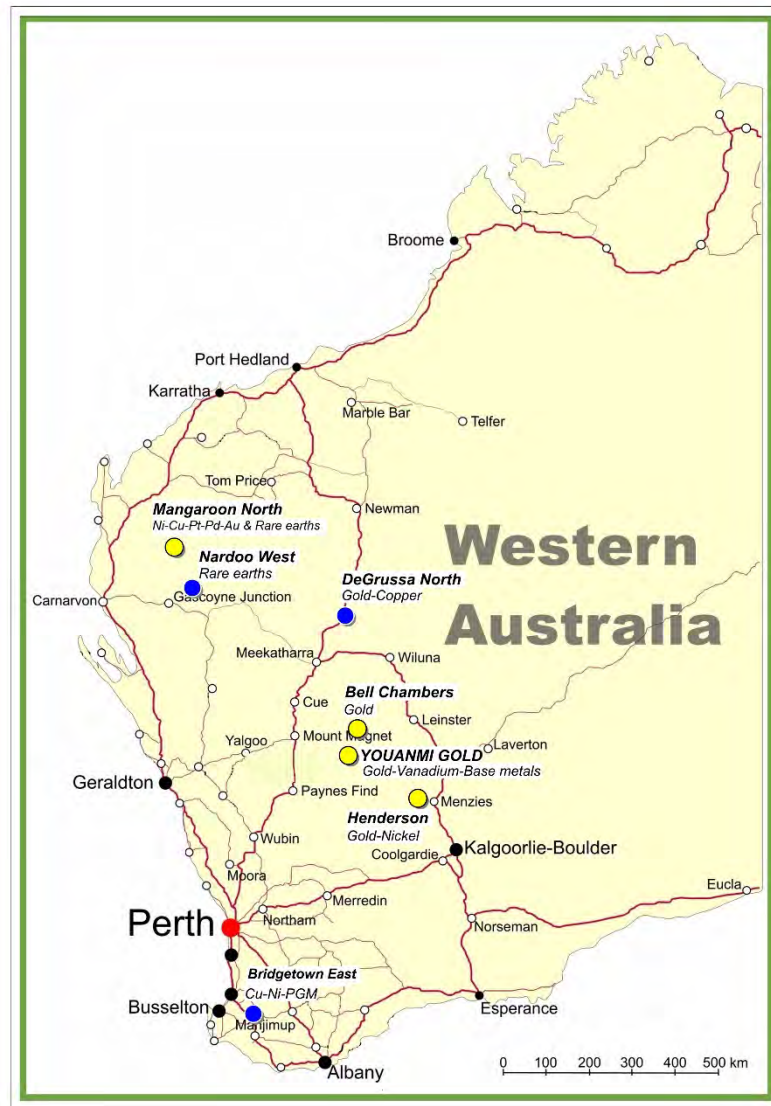 Broome
Port Hedland
Karratha
Marble Bar
Telfer
Tom Price
Mangaroon North
Ni-Cu-Pt-Pd-Au & Rare earths
Newman
Western
Australia
Nardoo West
Rare earths
DeGrussa North
Gold-Copper
Carnarvon
Gascoyne Junction
Meekatharra
Wiluna
Bell Chambers
Gold
Cue
Leinster
Mount Magnet
Yalgoo
Laverton
YOUANMI GOLD
Gold-Vanadium-Base metals
Geraldton
Paynes Find
Menzies
Henderson
Gold-Nickel
Wubin
Kalgoorlie-Boulder
Coolgardie
Moora
Eucla
Merredin
Perth
Northam
Norseman
Bridgetown East
Cu-Ni-PGM
Busselton
Manjimup
Esperance
Albany
0 100 200 300 400 500 km